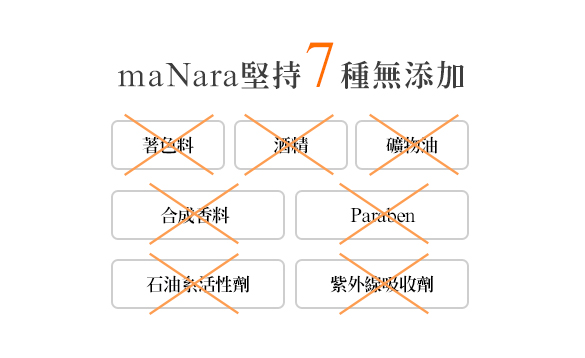 maNara堅持7種無添加
著色料
酒精
礦物油
合成香料
Paraben
石油系活性劑
紫外線吸收劑